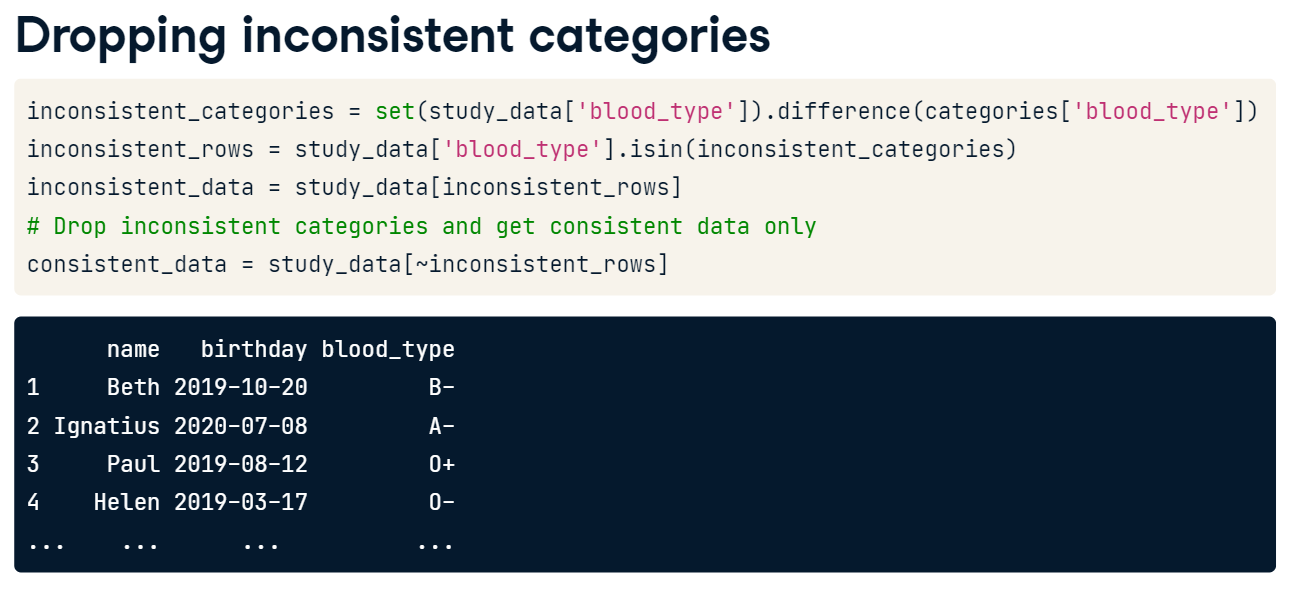 Dropping inconsistent categories
inconsistent_categories = set(study_data['blood_type']).difference(categories['blood_type'])
inconsistent_rows = study_data['blood_type'].isin(inconsistent_categories)
inconsistent_data = study_data[inconsistent_rows]
# Drop inconsistent categories and get consistent data only
consistent_data = study_data[~inconsistent_rows]
      name   birthday blood_type
1     Beth 2019-10-20         B-
2 Ignatius 2020-07-08         A-
3     Paul 2019-08-12         O+
4    Helen 2019-03-17         O-
...    ...      ...          ...